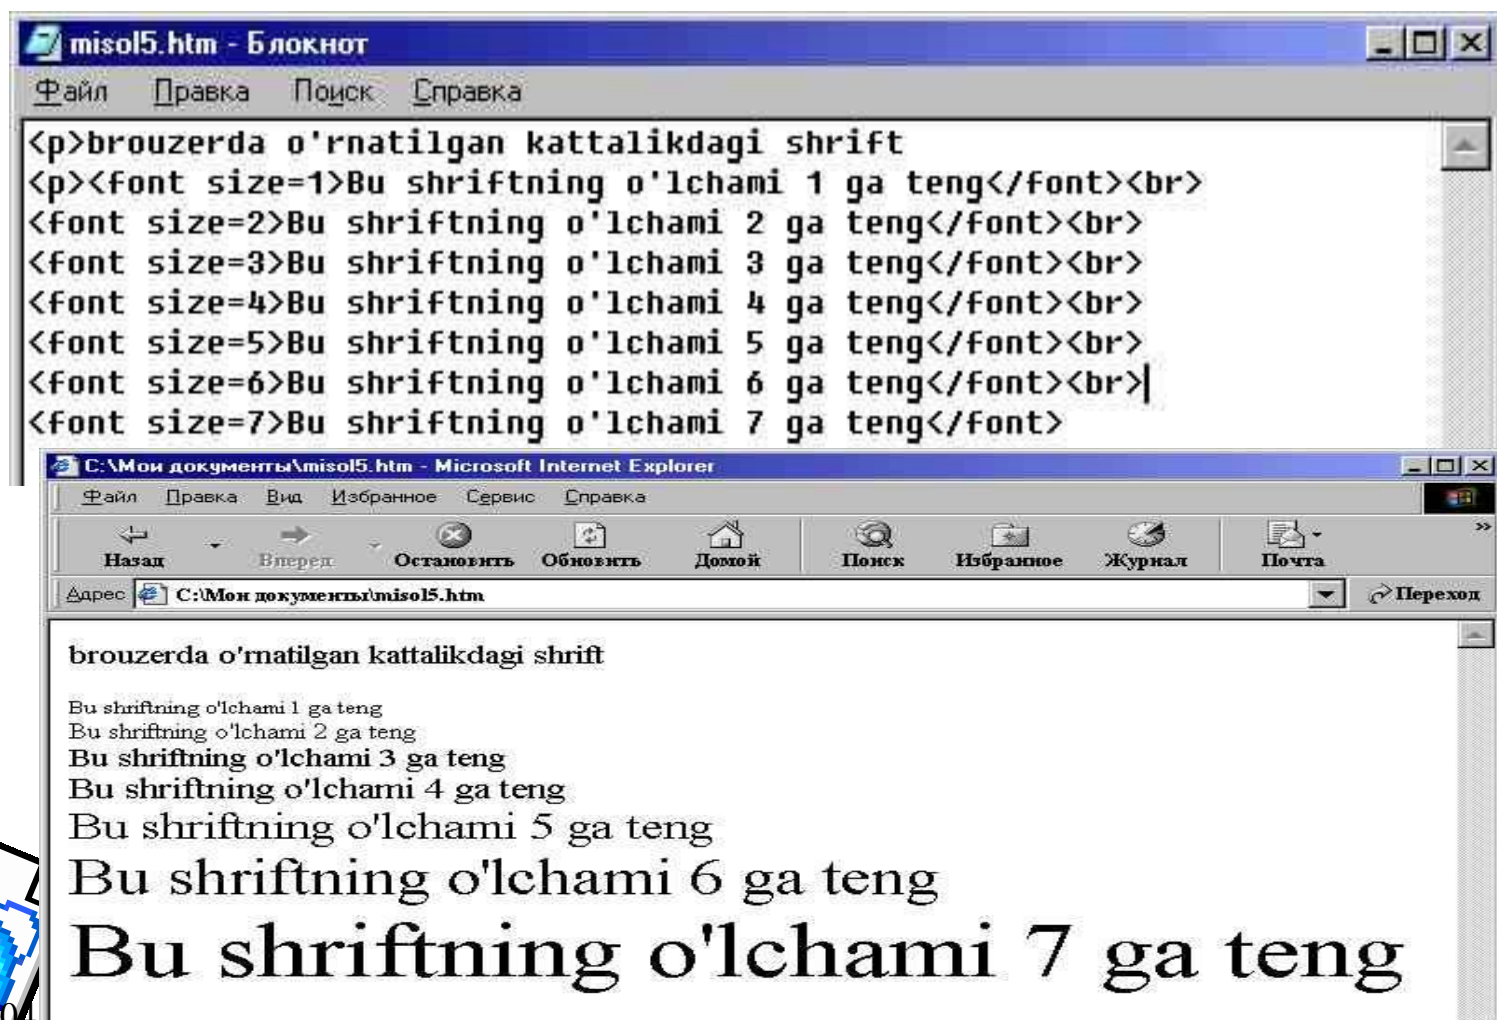 misol5.htm - Блокнот
Файл Правка Поиск Справка
<p>brouzerda o'rnatilgan kattalikdagi shrift
<p><font size=1>Bu shriftning o'lchami 1 ga teng</font><br>
<font size=2>Bu shriftning o'lchami 2 ga teng</font><br>
<font size=3>Bu shriftning o'lchami 3 ga teng</font><br>
<font size=4>Bu shriftning o'lchami 4 ga teng</font><br>
<font size=5>Bu shriftning o'lchami 5 ga teng</font><br>
<font size=6>Bu shriftning o'lchami 6 ga teng</font><br>
<font size=7>Bu shriftning o'lchami 7 ga teng</font>
C:\Мои документы\misol5.htm - Microsoft Internet Explorer
Файл Правка Вид Избранное Сервис Справка
Назад Вперед Остановить Обновить Домой Поиск Избранное Журнал Почта »
Адрес C:\Мои документы\misol5.htm Переход
brouzerda o'rnatilgan kattalikdagi shrift
Bu shriftning o'lchami 1 ga teng
Bu shriftning o'lchami 2 ga teng
Bu shriftning o'lchami 3 ga teng
Bu shriftning o'lchami 4 ga teng
Bu shriftning o'lchami 5 ga teng
Bu shriftning o'lchami 6 ga teng
Bu shriftning o'lchami 7 ga teng